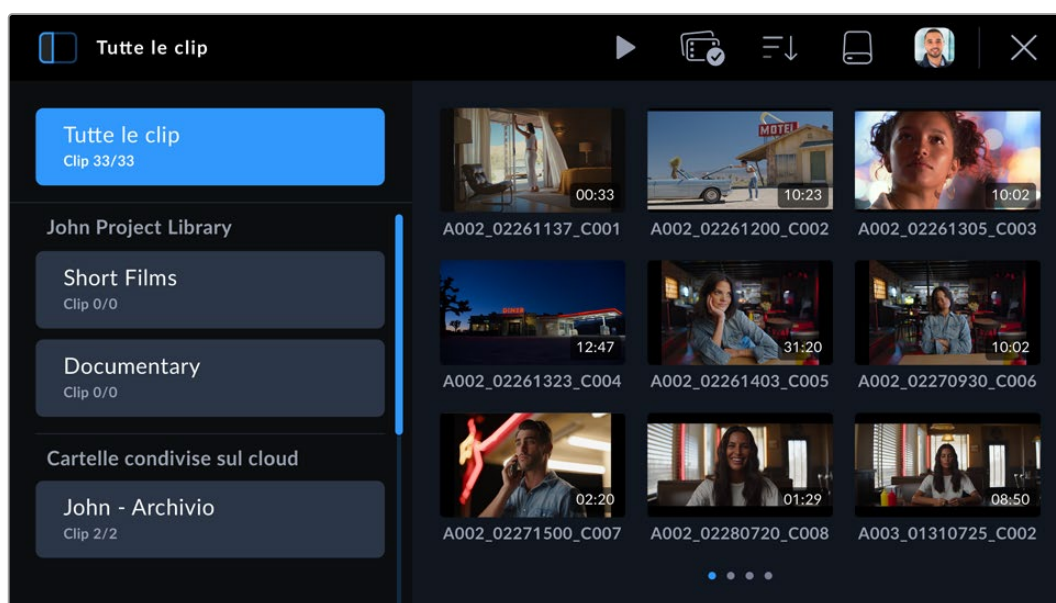 Tutte le clip
Tutte le clip
Clip 33/33
John Project Library
Short Films
Clip 0/0
Documentary
Clip 0/0
Cartelle condivise sul cloud
John - Archivio
Clip 2/2
MOTEL
00:33
10:23
10:02
A002_02261137_C001
A002_02261200_C002
A002_02261305_C003
DINER
12:47
31:20
10:02
A002_02261323_C004
A002_02261403_C005
A002_02270930_C006
02:20
01:29
08:50
A002_02271500_C007
A002_02280720_C008
A003_01310725_C002